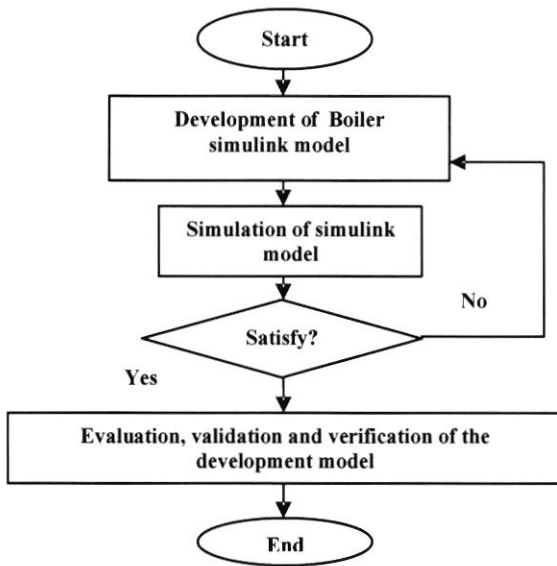 Start
Development of Boiler
simulink model
Simulation of simulink
model
No
Satisfy?
Yes
Evaluation, validation and verification of the
development model
End